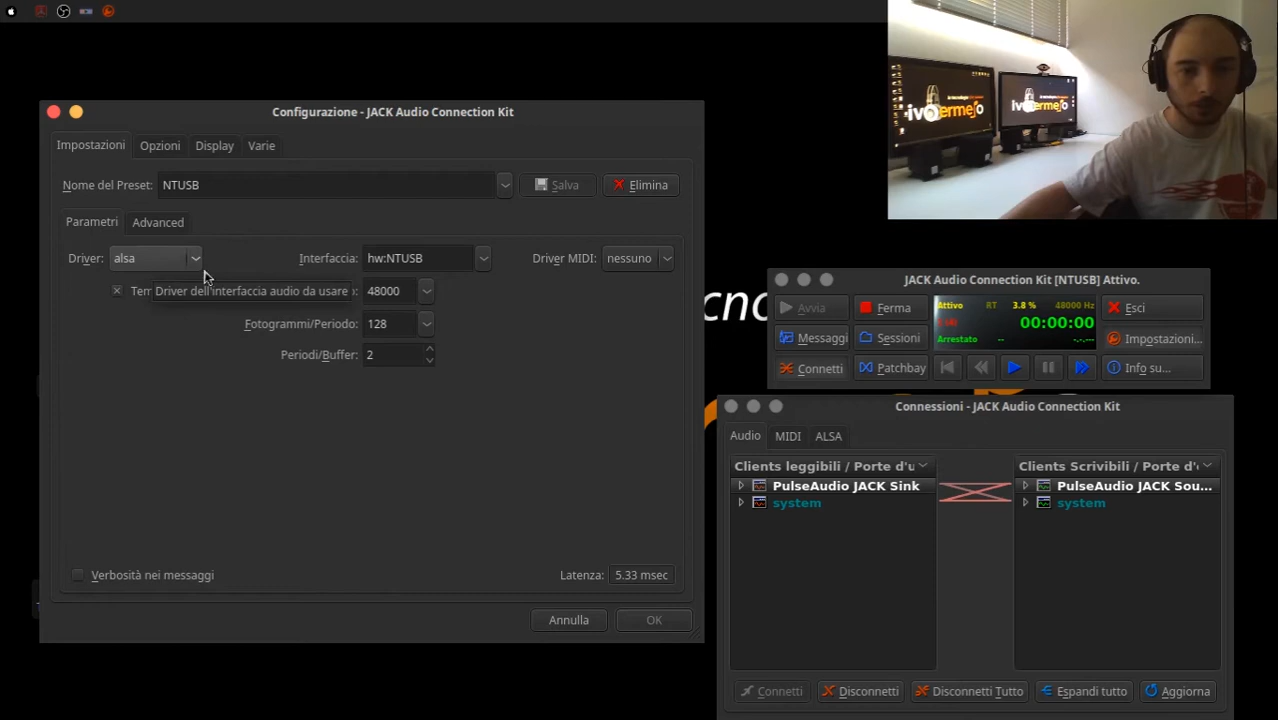 Configurazione - JACK Audio Connection Kit
Impostazioni Opzioni Display Varie
Nome del Preset: NTUSB Salva Elimina
Parametri Advanced
Driver: alsa Interfaccia: hw:NTUSB Driver MIDI: nessuno
Driver dell'interfaccia audio da usare 48000
Fotogrammi/Periodo: 128
Periodi/Buffer: 2
Verbosità nei messaggi Latenza: 5.33 msec
Annulla OK
JACK Audio Connection Kit [NTUSB] Attivo.
Avvia Ferma Attivo RT 3.8 % 48000 Hz Esci
Messaggi Sessioni 00:00:00 Impostazioni...
Arrestato -- -.-.---
Connetti Patchbay Info su...
Connessioni - JACK Audio Connection Kit
Audio MIDI ALSA
Clients leggibili / Porte d'u Clients Scrivibili / Porte d'
PulseAudio JACK Sink PulseAudio JACK Sou...
system system
Connetti Disconnetti Disconnetti Tutto Espandi tutto Aggiorna